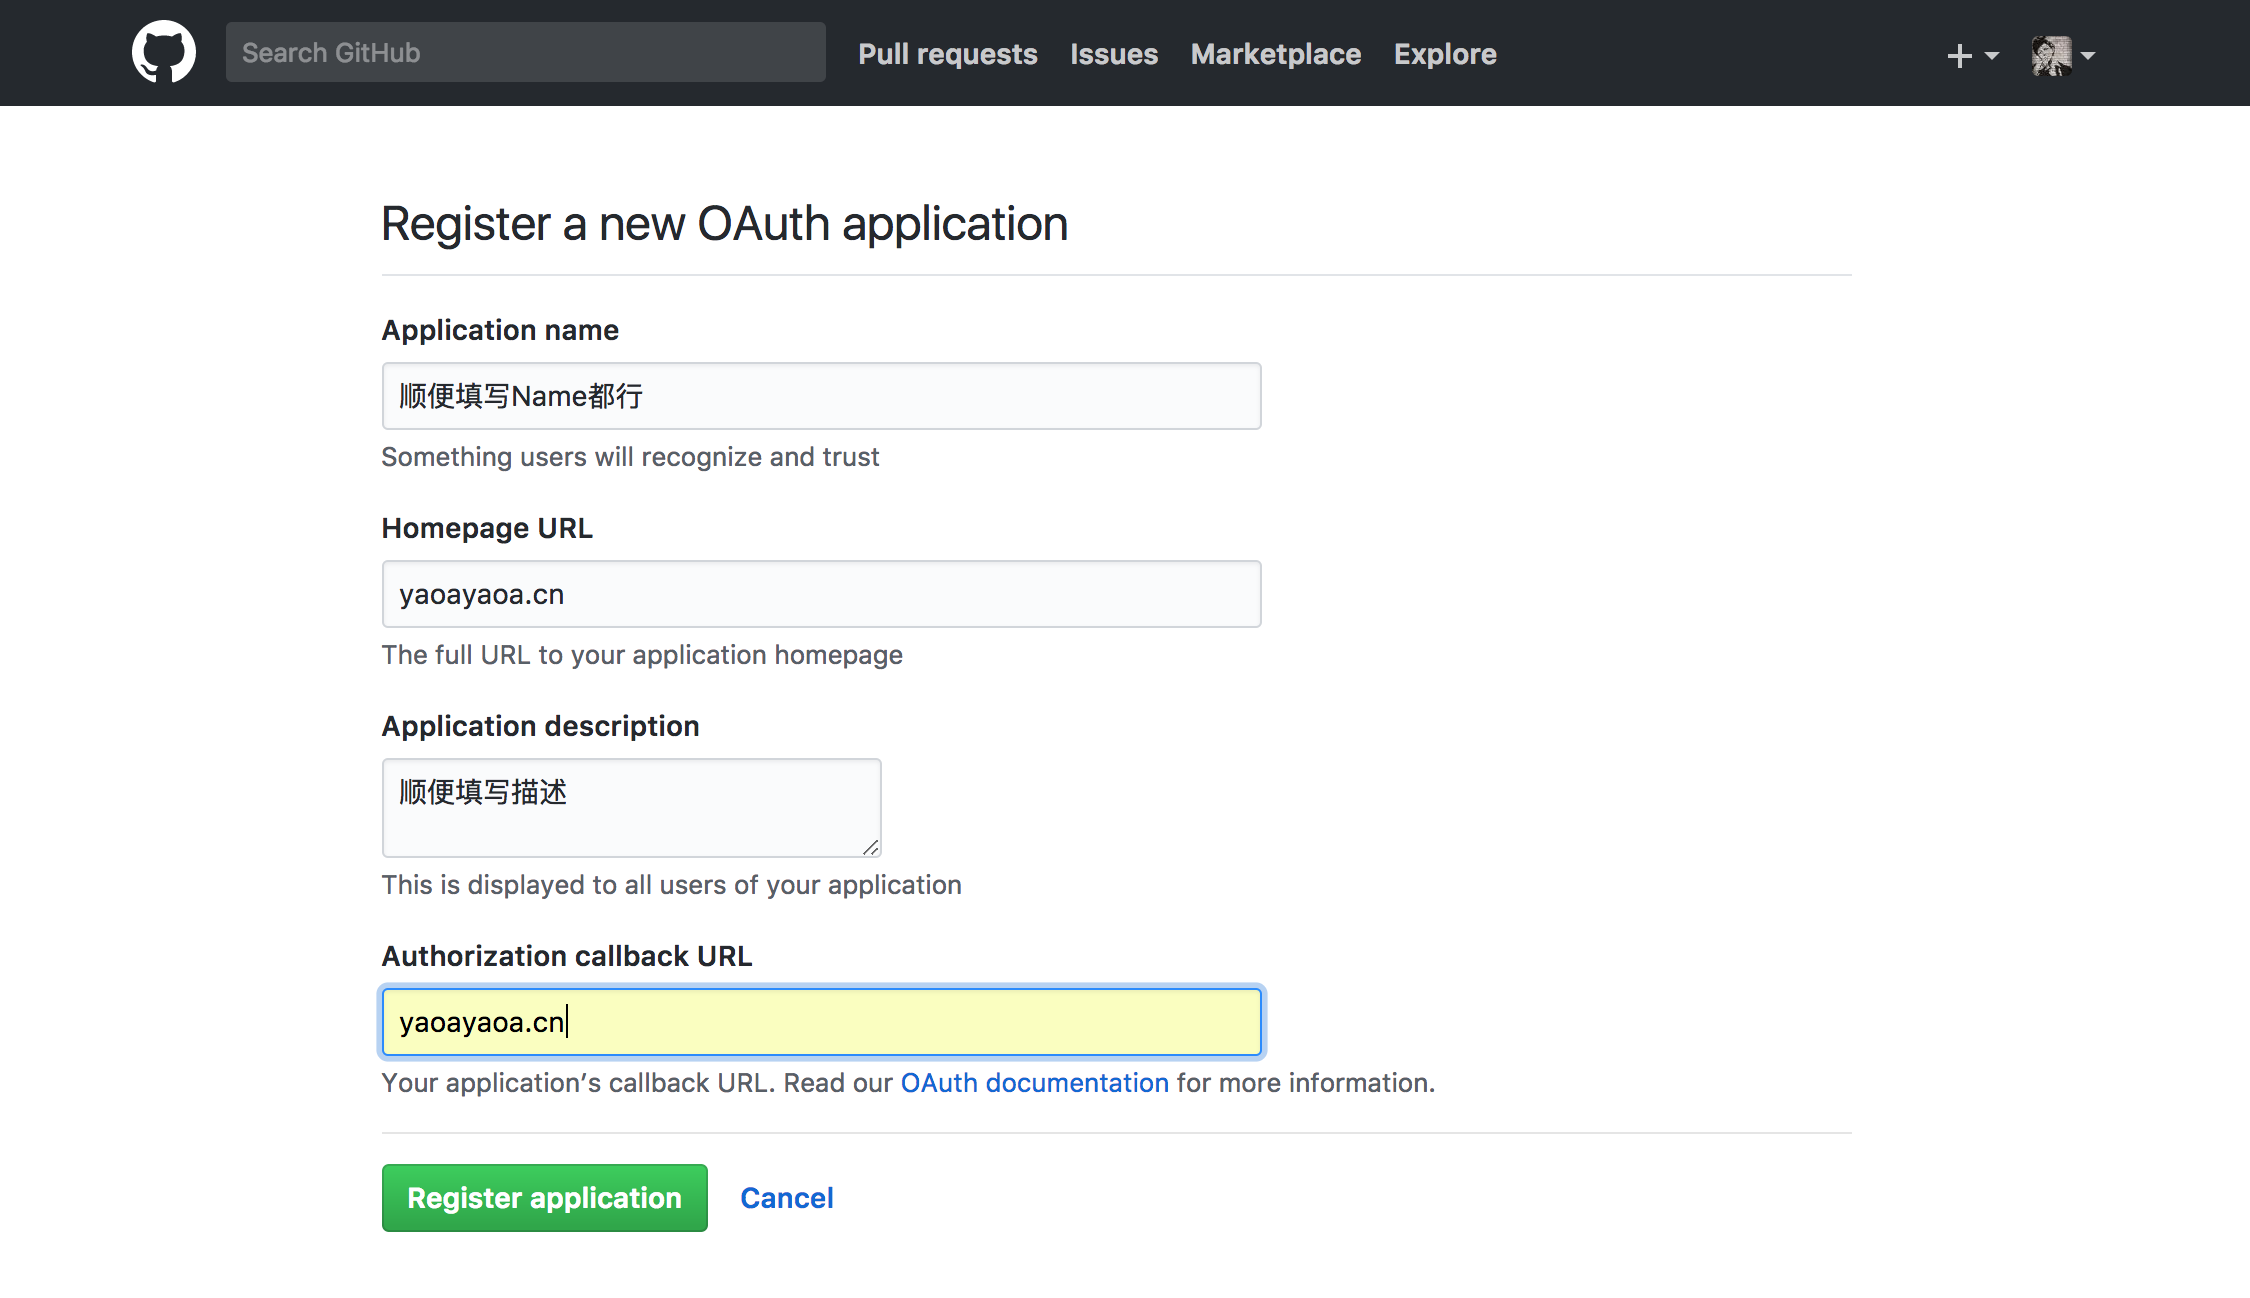 Search GitHub
Pull requests Issues Marketplace Explore
Register a new OAuth application
Application name
顺便填写Name都行
Something users will recognize and trust
Homepage URL
yaoayaoa.cn
The full URL to your application homepage
Application description
顺便填写描述
This is displayed to all users of your application
Authorization callback URL
yaoayaoa.cn
Your application’s callback URL. Read our OAuth documentation for more information.
Register application Cancel